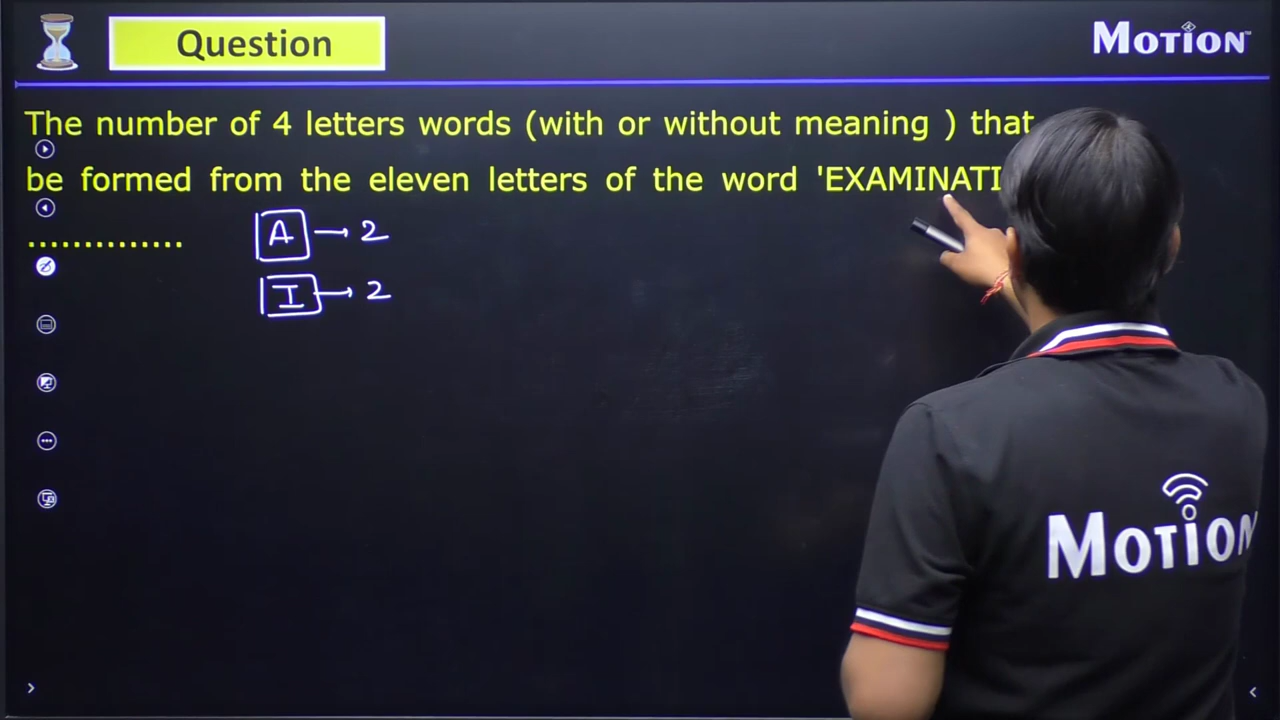 Question
MOTION
The number of 4 letters words (with or without meaning ) that
be formed from the eleven letters of the word 'EXAMINATI
..............
A → 2
I → 2
MOTION